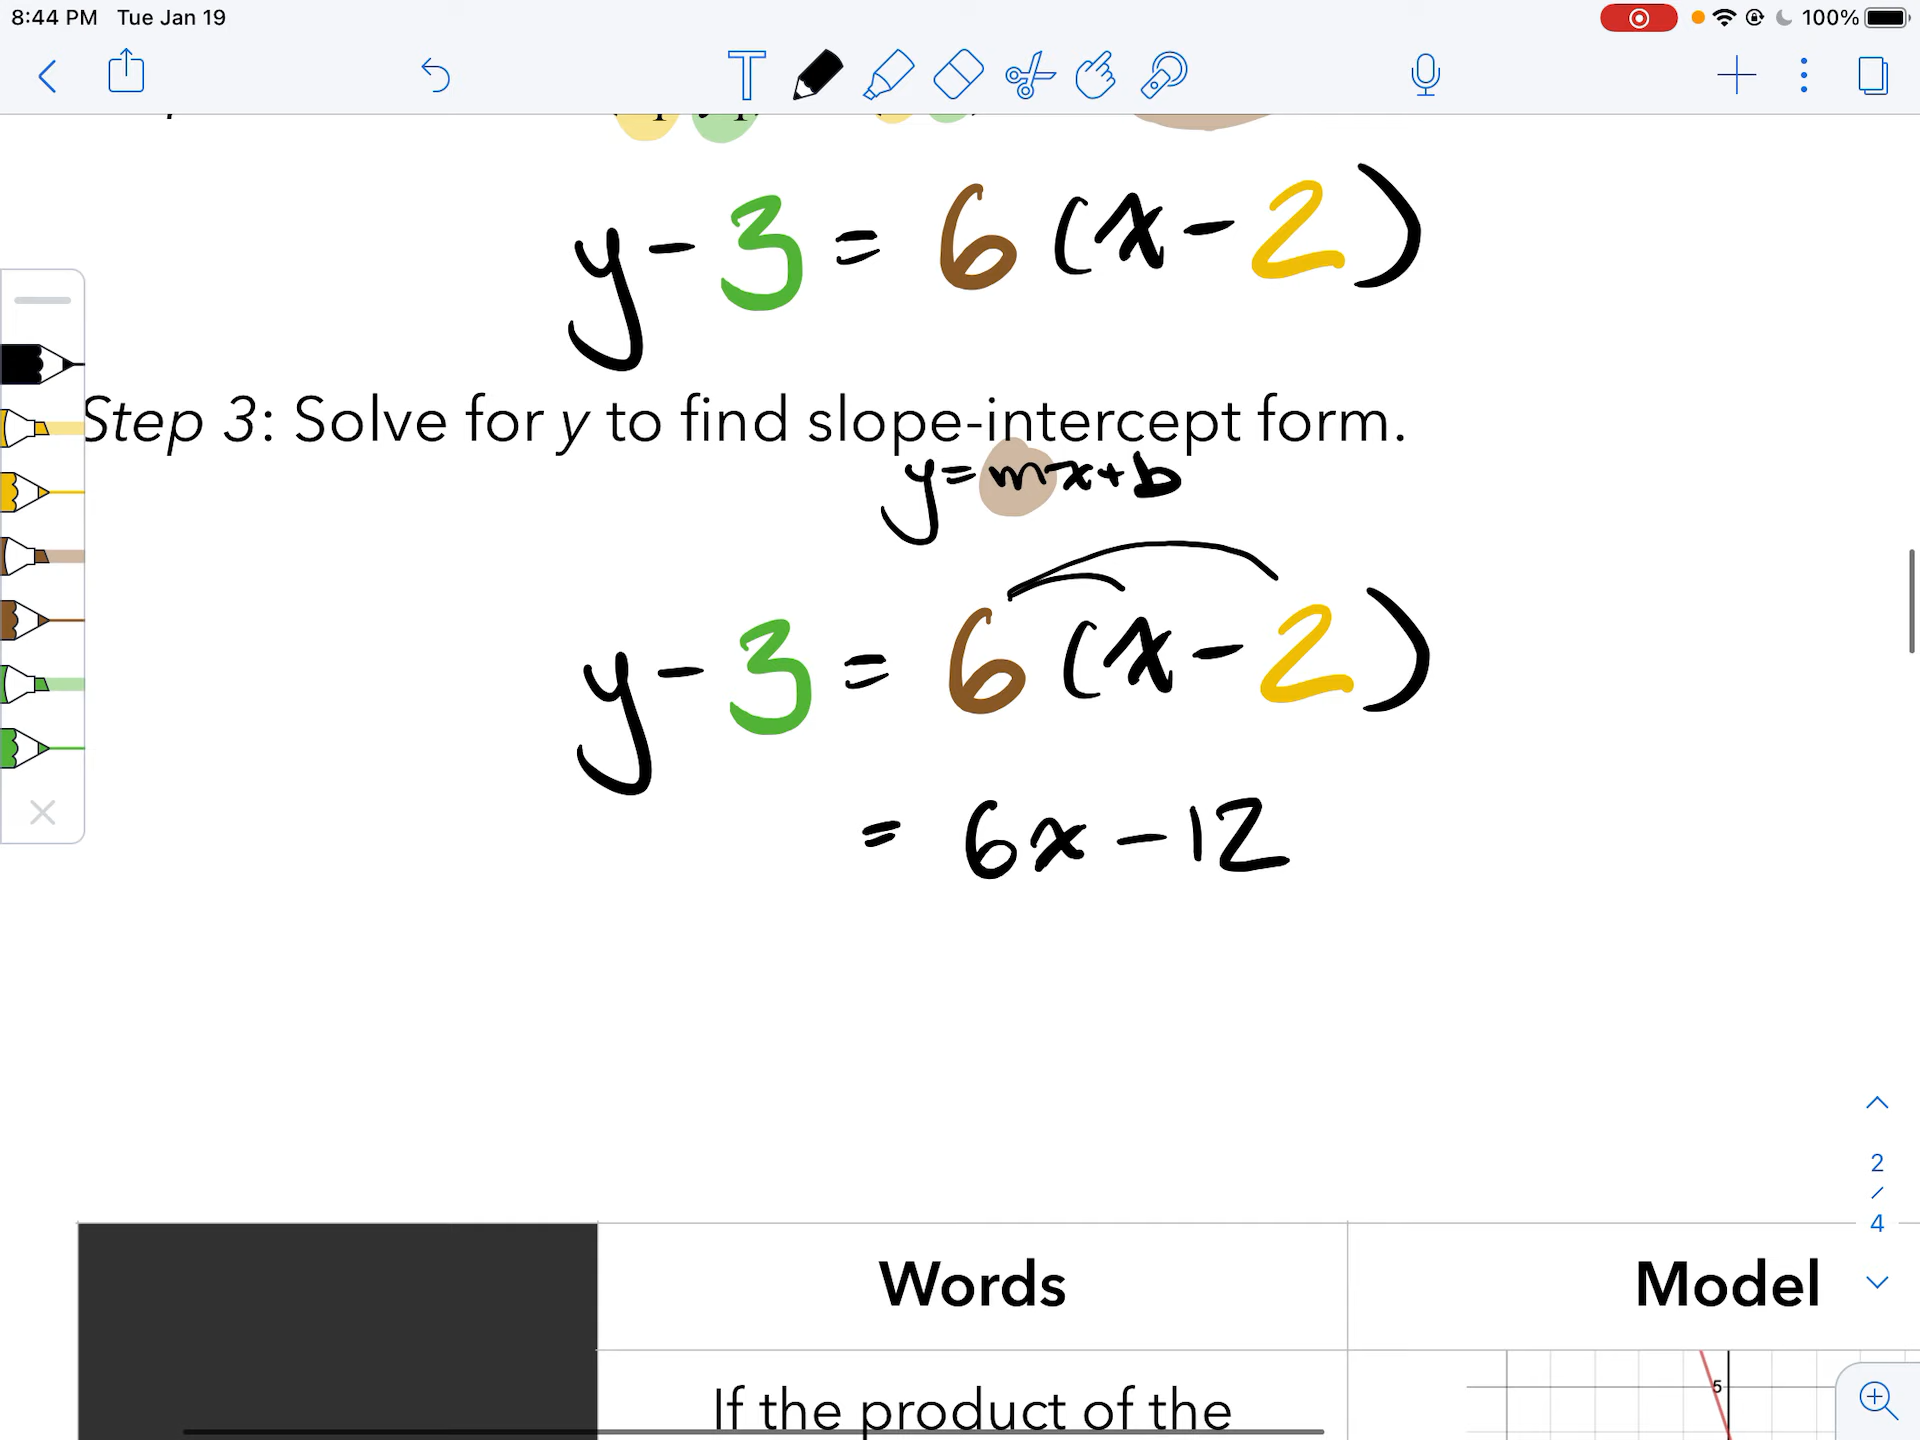 8:44 PM Tue Jan 19 100%
T
y - 3 = 6 (x - 2)
Step 3: Solve for y to find slope-intercept form.
y = mx + b
y - 3 = 6 (x - 2)
= 6x - 12
2
/
4
Words Model
If the product of the
5